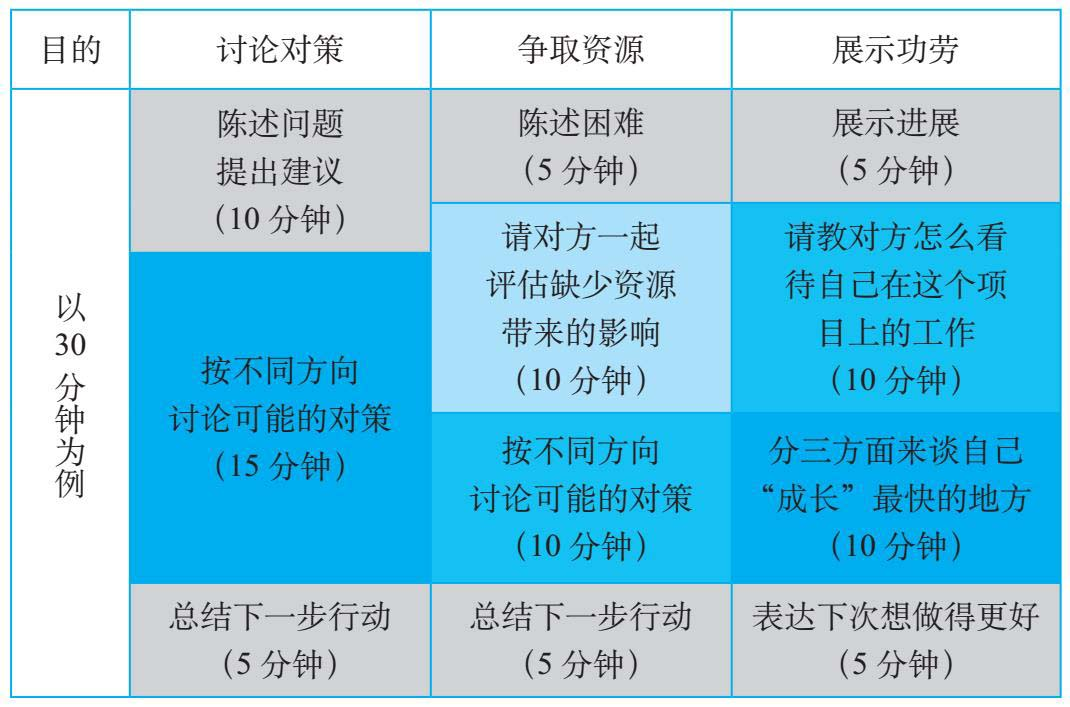 目的
讨论对策
争取资源
展示功劳
以
30
分
钟
为
例
陈述问题
提出建议
（10 分钟）
按不同方向
讨论可能的对策
（15 分钟）
总结下一步行动
（5 分钟）
陈述困难
（5 分钟）
请对方一起
评估缺少资源
带来的影响
（10 分钟）
按不同方向
讨论可能的对策
（10 分钟）
总结下一步行动
（5 分钟）
展示进展
（5 分钟）
请教对方怎么看
待自己在这个项
目上的工作
（10 分钟）
分三方面来谈自己
“成长”最快的地方
（10 分钟）
表达下次想做得更好
（5 分钟）